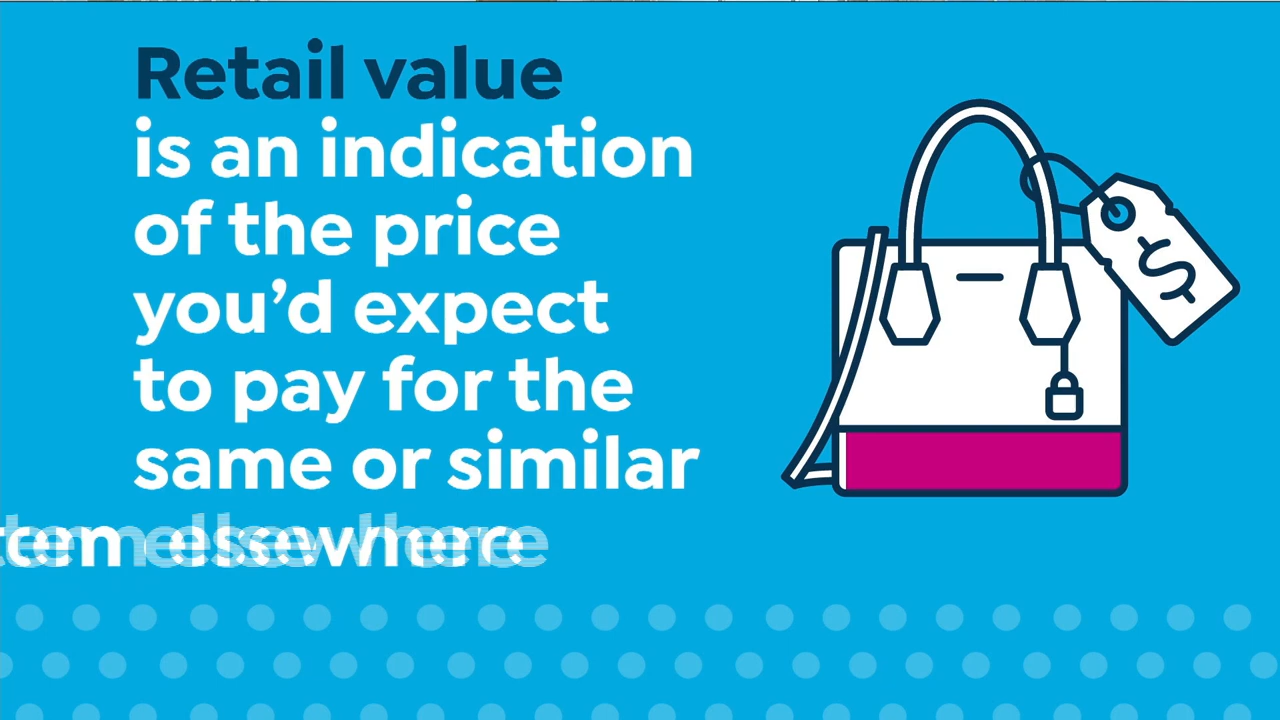 Retail value
is an indication
of the price
you’d expect
to pay for the
same or similar
elsewhere
$